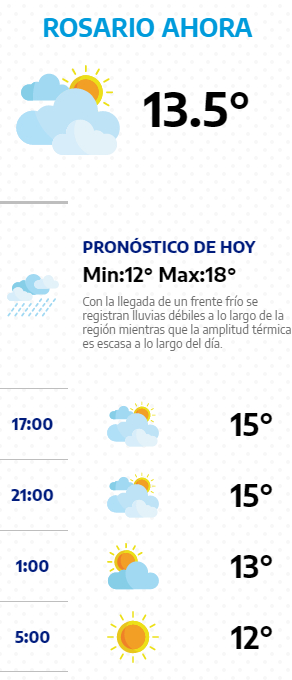 ROSARIO AHORA
13.5°
PRONÓSTICO DE HOY
Min:12° Max:18°
Con la llegada de un frente frío se
registran lluvias débiles a lo largo de la
región mientras que la amplitud térmica
es escasa a lo largo del día.
17:00 15°
21:00 15°
1:00 13°
5:00 12°